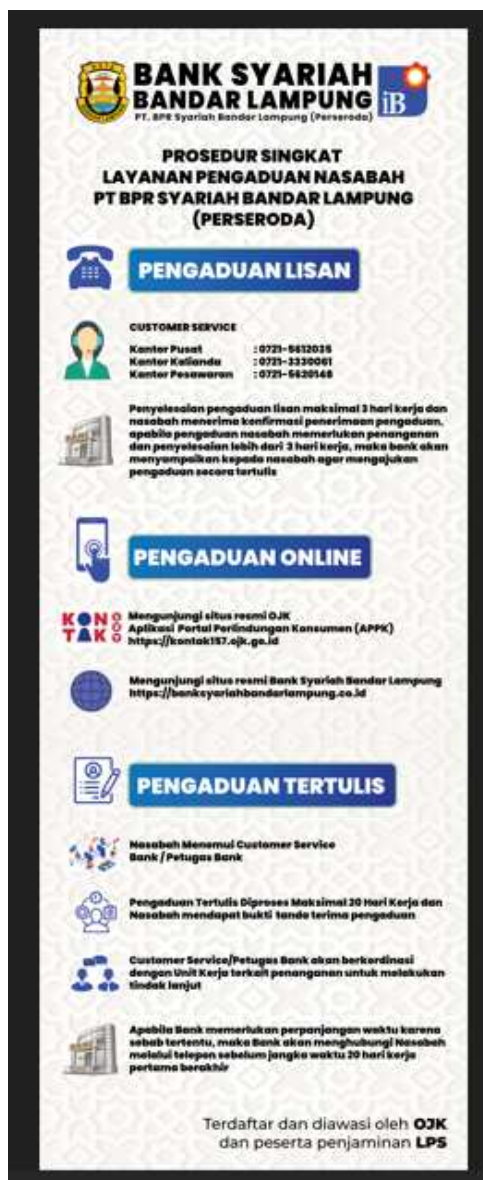 BANK SYARIAH
BANDAR LAMPUNG
PT. BPR Syariah Bandar Lampung (Perseroda)
iB
PROSEDUR SINGKAT
LAYANAN PENGADUAN NASABAH
PT BPR SYARIAH BANDAR LAMPUNG
(PERSERODA)
PENGADUAN LISAN
CUSTOMER SERVICE
Kantor Pusat : 0721-5612035
Kantor Kalianda : 0721-3330061
Kantor Pesawaran : 0721-5620148
Penyelesaian pengaduan lisan maksimal 3 hari kerja dan
nasabah menerima konfirmasi penerimaan pengaduan,
apabila pengaduan nasabah memerlukan penanganan
dan penyelesaian lebih dari 3 hari kerja, maka bank akan
menyampaikan kepada nasabah agar mengajukan
pengaduan secara tertulis
PENGADUAN ONLINE
KONTAK
Mengunjungi situs resmi OJK
Aplikasi Portal Perlindungan Konsumen (APPK)
https://kontak157.ojk.go.id
Mengunjungi situs resmi Bank Syariah Bandar Lampung
https://banksyariahbandarlampung.co.id
PENGADUAN TERTULIS
Nasabah Menemui Customer Service
Bank / Petugas Bank
Pengaduan Tertulis Diproses Maksimal 20 Hari Kerja dan
Nasabah mendapat bukti tanda terima pengaduan
Customer Service/Petugas Bank akan berkordinasi
dengan Unit Kerja terkait penanganan untuk melakukan
tindak lanjut
Apabila Bank memerlukan perpanjangan waktu karena
sebab tertentu, maka Bank akan menghubungi Nasabah
melalui telepon sebelum jangka waktu 20 hari kerja
pertama berakhir
Terdaftar dan diawasi oleh OJK
dan peserta penjaminan LPS